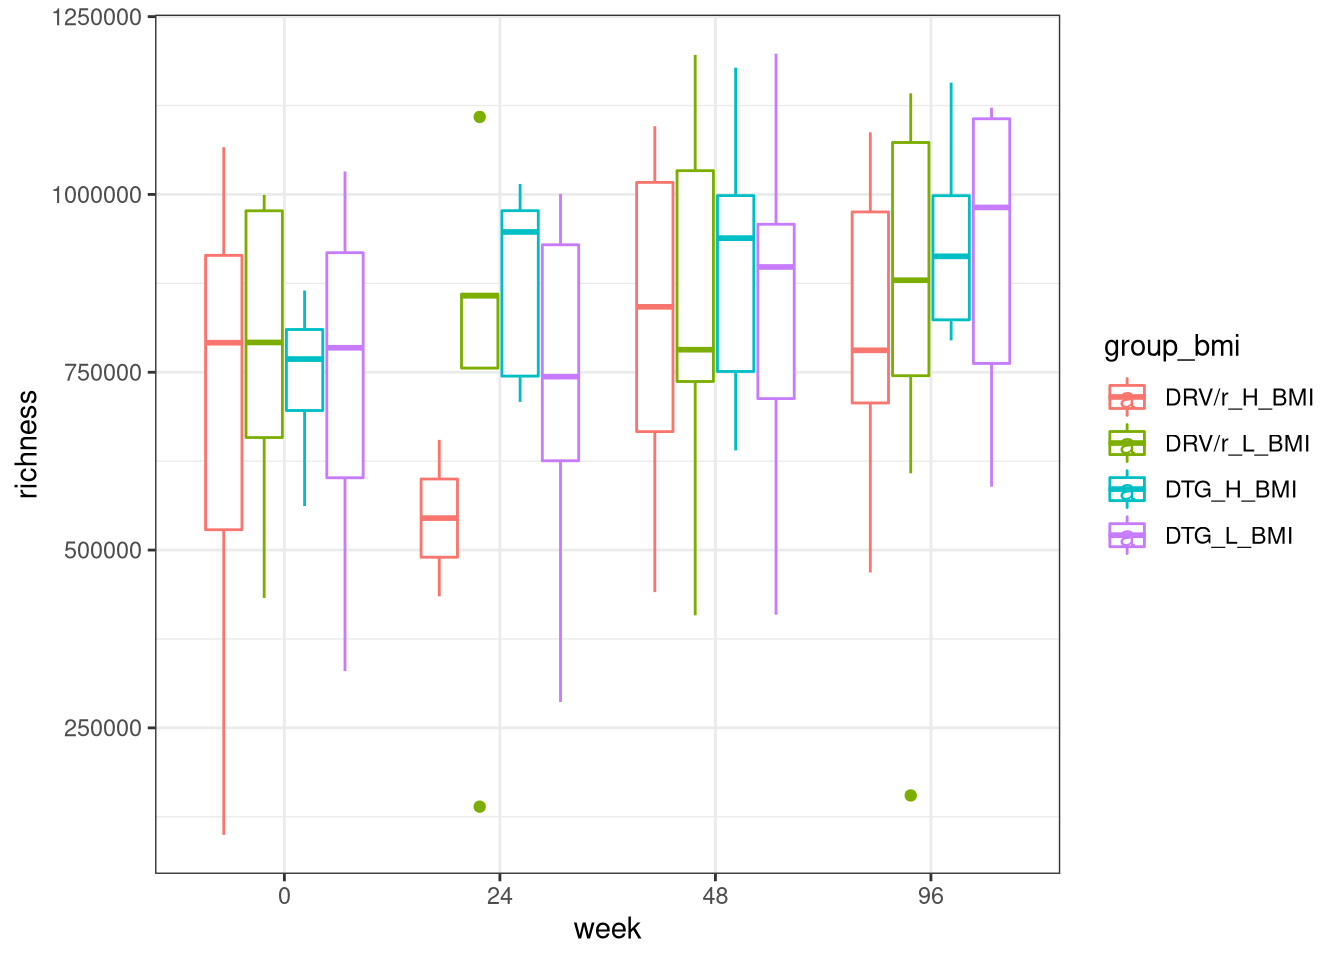 1250000
1000000
750000
500000
250000
richness
0 24 48 96
week
group_bmi
a DRV/r_H_BMI
a DRV/r_L_BMI
a DTG_H_BMI
a DTG_L_BMI